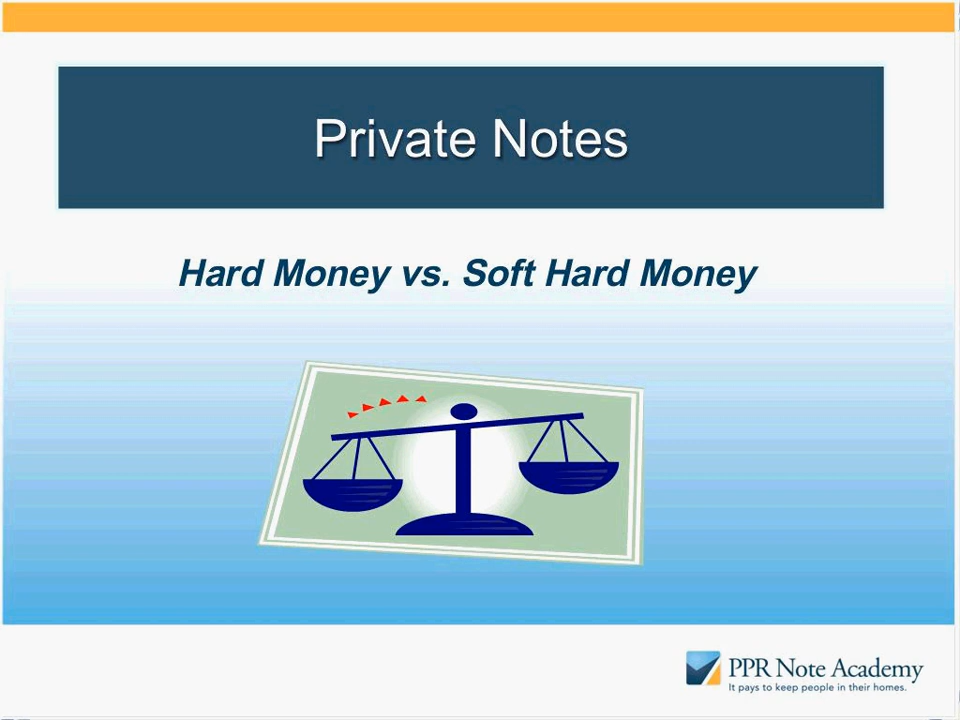 Private Notes
Hard Money vs. Soft Hard Money
PPR Note Academy
It pays to keep people in their homes.